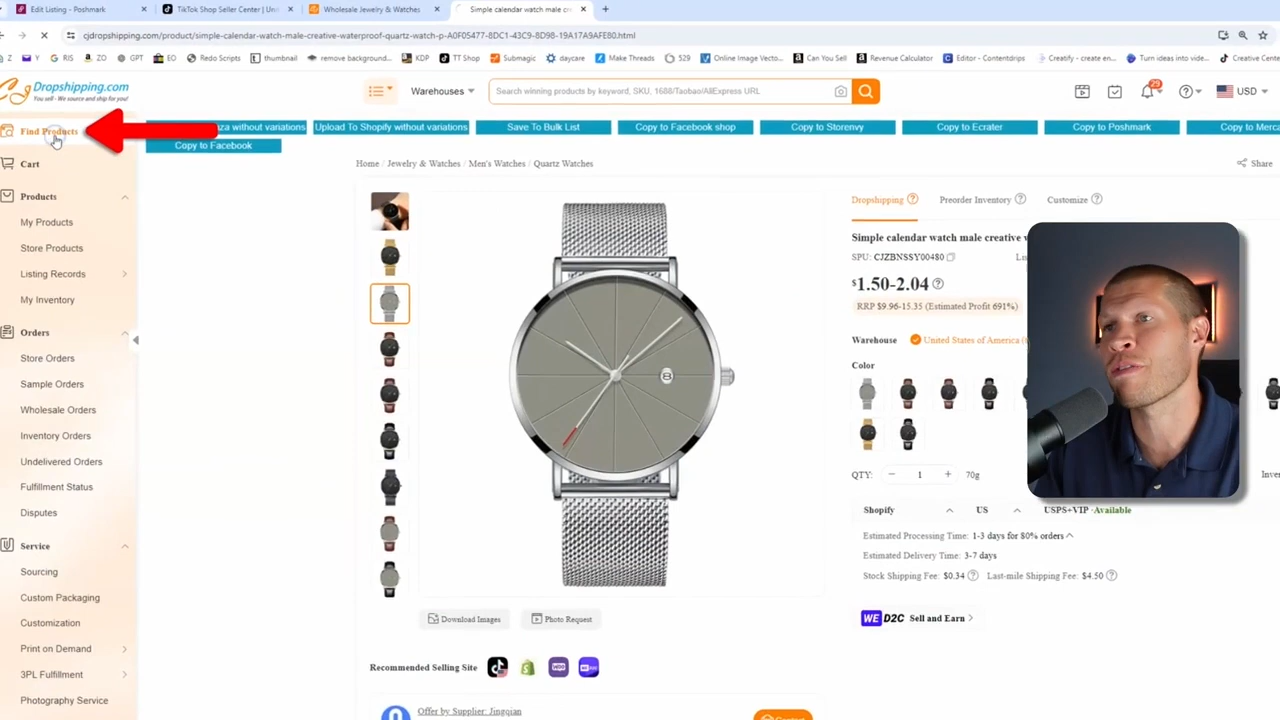 Edit Listing - Poshmark
TikTok Shop Seller Center | Uni
Wholesale Jewelry & Watches
Simple calendar watch male cre
cjdropshipping.com/product/simple-calendar-watch-male-creative-waterproof-quartz-watch-p-A0F05477-8DC1-43C9-8D98-19A17A9AFE80.html
Z Y RIS ZO GPT EO Redo Scripts thumbnail remove background... KDP TT Shop Submagic daycare Make Threads 529 Online Image Vecto... Can You Sell Revenue Calculator Editor - Contentdrips Creatify - create en... Turn ideas into vide... Creative Cente
CJ Dropshipping.com
You sell - We source and ship for you!
Warehouses
Search winning products by keyword, SKU, 1688/Taobao/AliExpress URL
29
USD
Find Products
za without variations
Upload To Shopify without variations
Save To Bulk List
Copy to Facebook shop
Copy to Storenvy
Copy to Ecrater
Copy to Poshmark
Copy to Merca
Copy to Facebook
Cart
Products
My Products
Store Products
Listing Records
My Inventory
Orders
Store Orders
Sample Orders
Wholesale Orders
Inventory Orders
Undelivered Orders
Fulfillment Status
Disputes
Service
Sourcing
Custom Packaging
Customization
Print on Demand
3PL Fulfillment
Photography Service
Home / Jewelry & Watches / Men's Watches / Quartz Watches
Share
8
Download Images
Photo Request
Recommended Selling Site
Offer by Supplier: Jingqian
Contact
Dropshipping
Preorder Inventory
Customize
Simple calendar watch male creative w
SPU: CJZBNSSY00480
$1.50-2.04
RRP $9.96-15.35 (Estimated Profit 691%)
Warehouse
United States of America (
Color
QTY: − 1 + 70g
Inver
Shopify US USPS+VIP ·Available
Estimated Processing Time: 1-3 days for 80% orders
Estimated Delivery Time: 3-7 days
Stock Shipping Fee: $0.34 Last-mile Shipping Fee: $4.50
WE D2C Sell and Earn